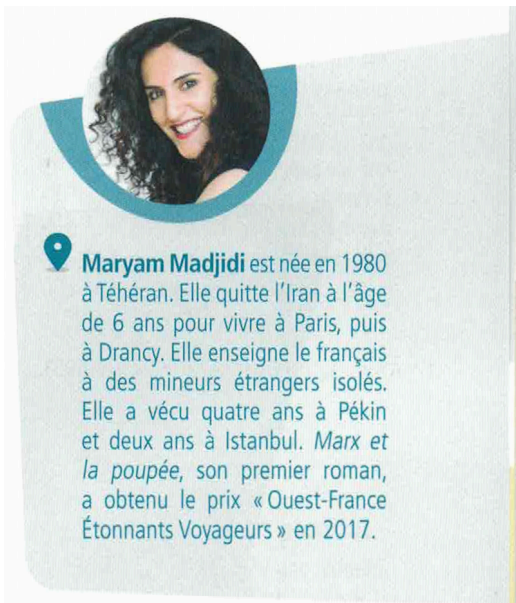 Maryam Madjidi est née en 1980
à Téhéran. Elle quitte l'Iran à l'âge
de 6 ans pour vivre à Paris, puis
à Drancy. Elle enseigne le français
à des mineurs étrangers isolés.
Elle a vécu quatre ans à Pékin
et deux ans à Istanbul. Marx et
la poupée, son premier roman,
a obtenu le prix « Ouest-France
Étonnants Voyageurs » en 2017.